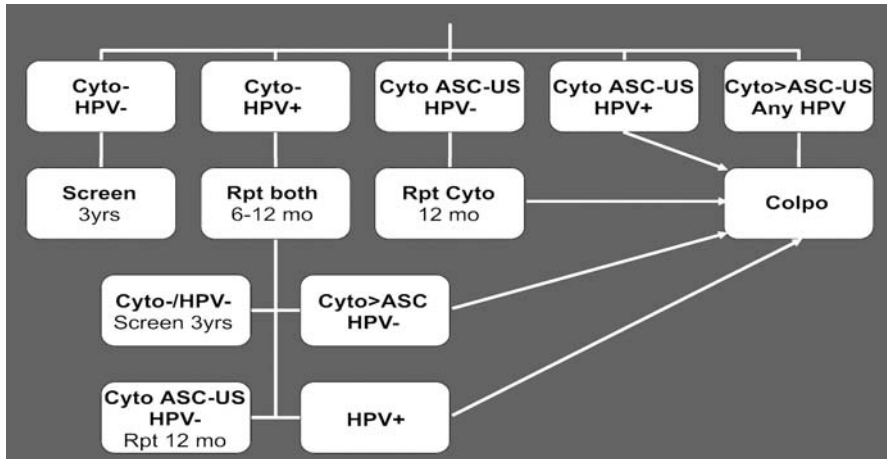 Cyto-
HPV-
Cyto-
HPV+
Cyto ASC-US
HPV-
Cyto ASC-US
HPV+
Cyto>ASC-US
Any HPV
Screen
3yrs
Rpt both
6-12 mo
Rpt Cyto
12 mo
Colpo
Cyto-/HPV-
Screen 3yrs
Cyto>ASC
HPV-
Cyto ASC-US
HPV-
Rpt 12 mo
HPV+